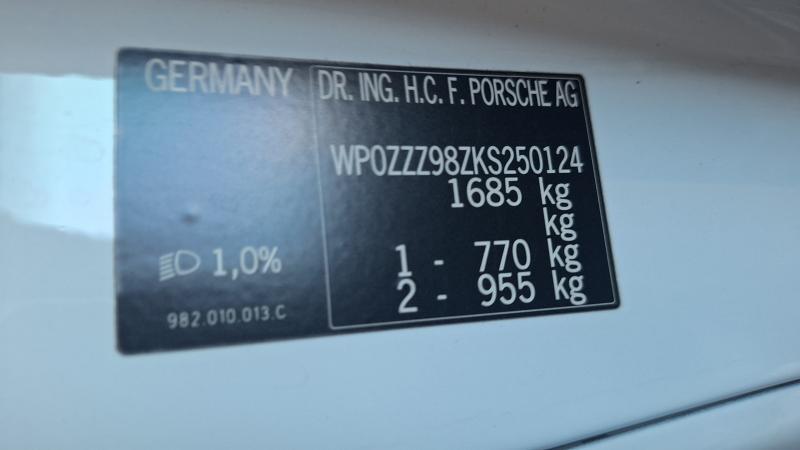 GERMANY
DR. ING. H.C. F. PORSCHE AG
WP0ZZZ98ZKS250124
1685 kg
kg
1 - 770 kg
2 - 955 kg
1,0%
982.010.013.C